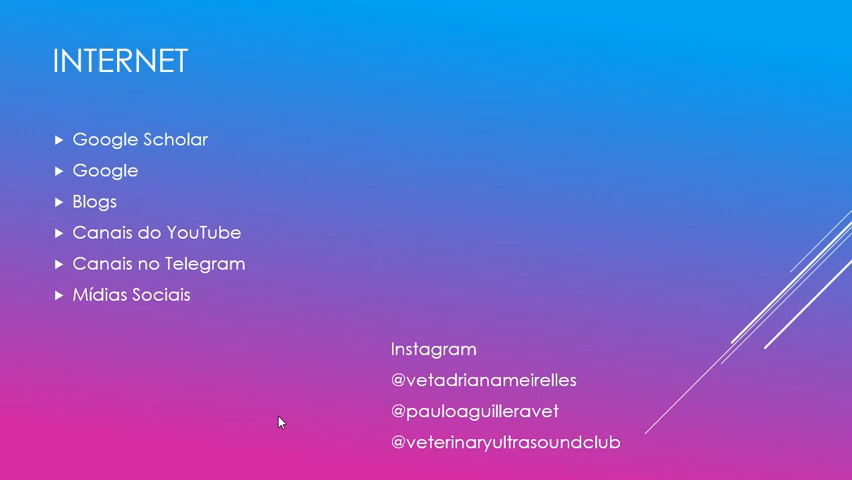 INTERNET
Google Scholar
Google
Blogs
Canais do YouTube
Canais no Telegram
Mídias Sociais
Instagram
@vetadrianameirelles
@pauloaguilleravet
@veterinaryultrasoundclub